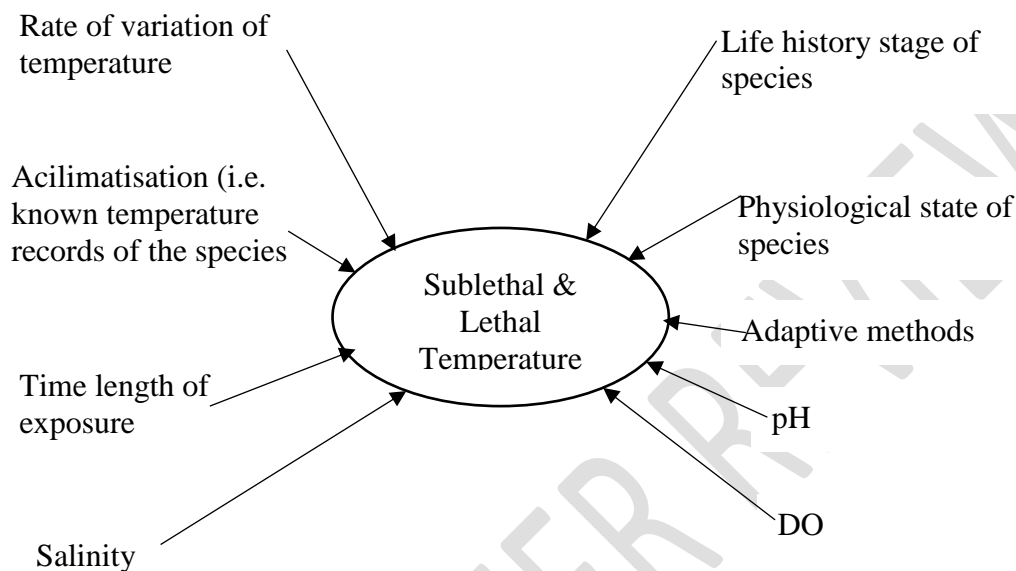 Rate of variation of
temperature
Life history stage of
species
Acilimatisation (i.e.
known temperature
records of the species
Physiological state of
species
Sublethal &
Lethal
Temperature
Adaptive methods
Time length of
exposure
pH
DO
Salinity